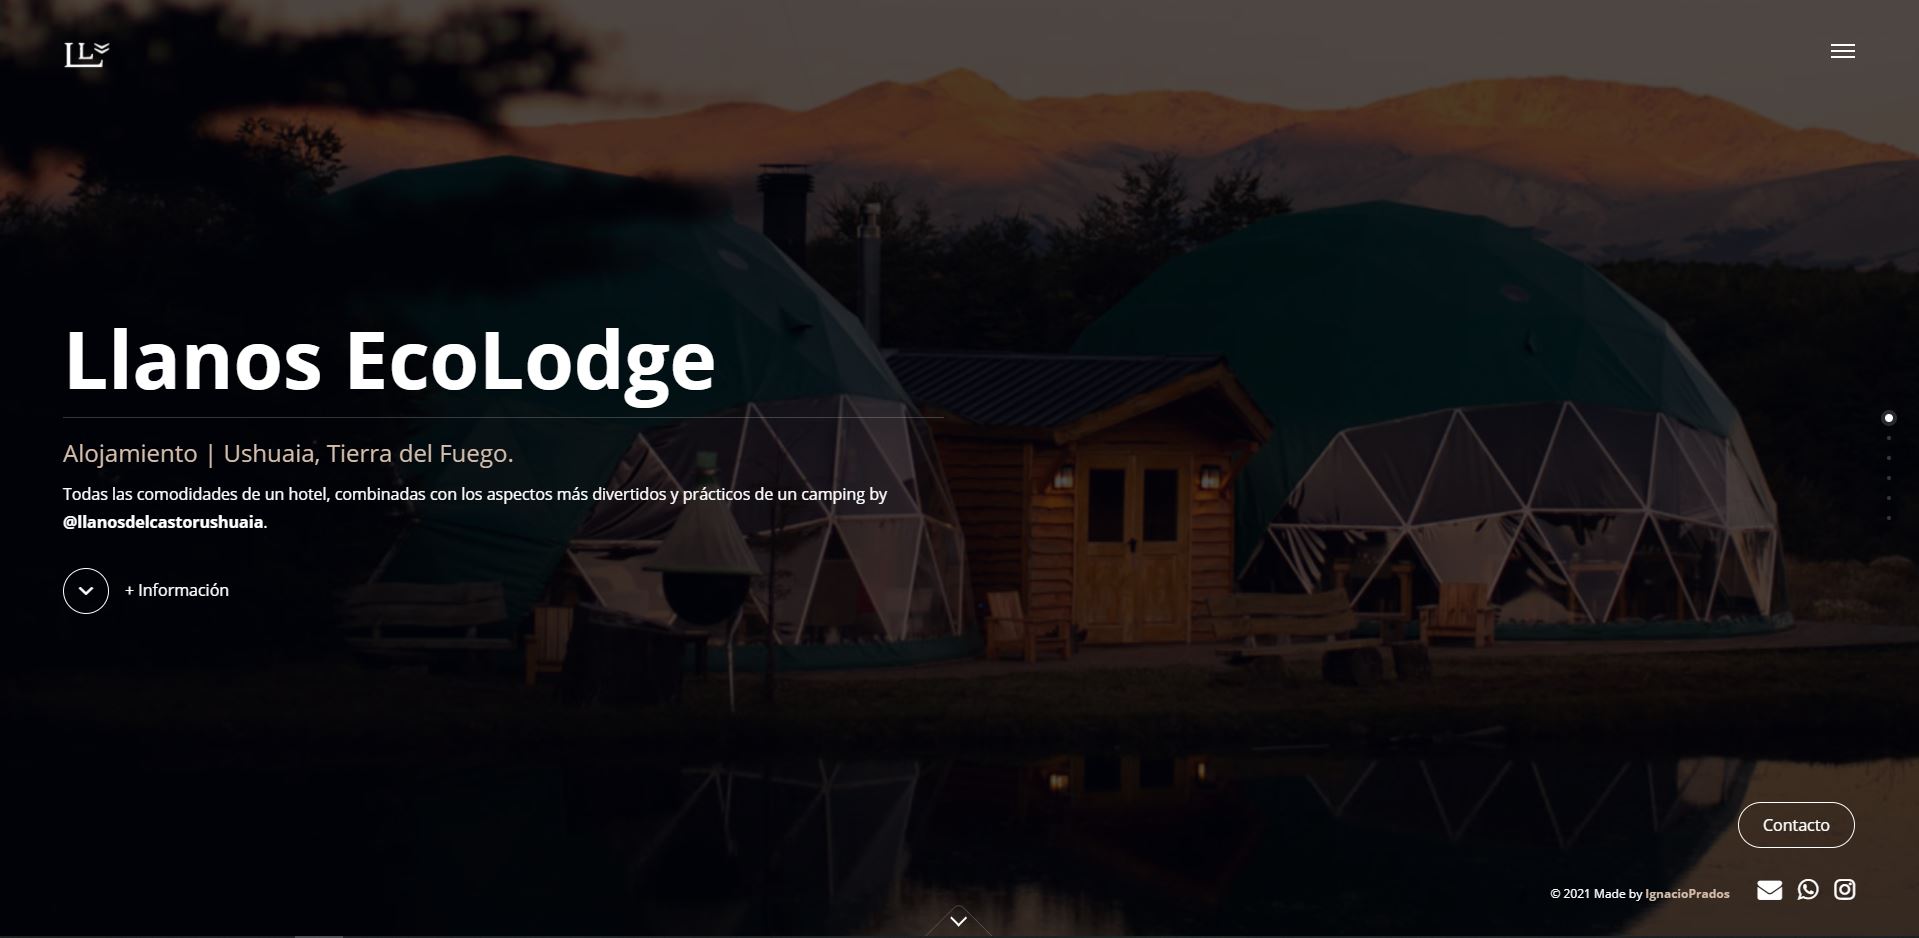 LL
Llanos EcoLodge
Alojamiento | Ushuaia, Tierra del Fuego.
Todas las comodidades de un hotel, combinadas con los aspectos más divertidos y prácticos de un camping by
@llanosdelcastorushuaia.
+ Información
Contacto
© 2021 Made by IgnacioPrados